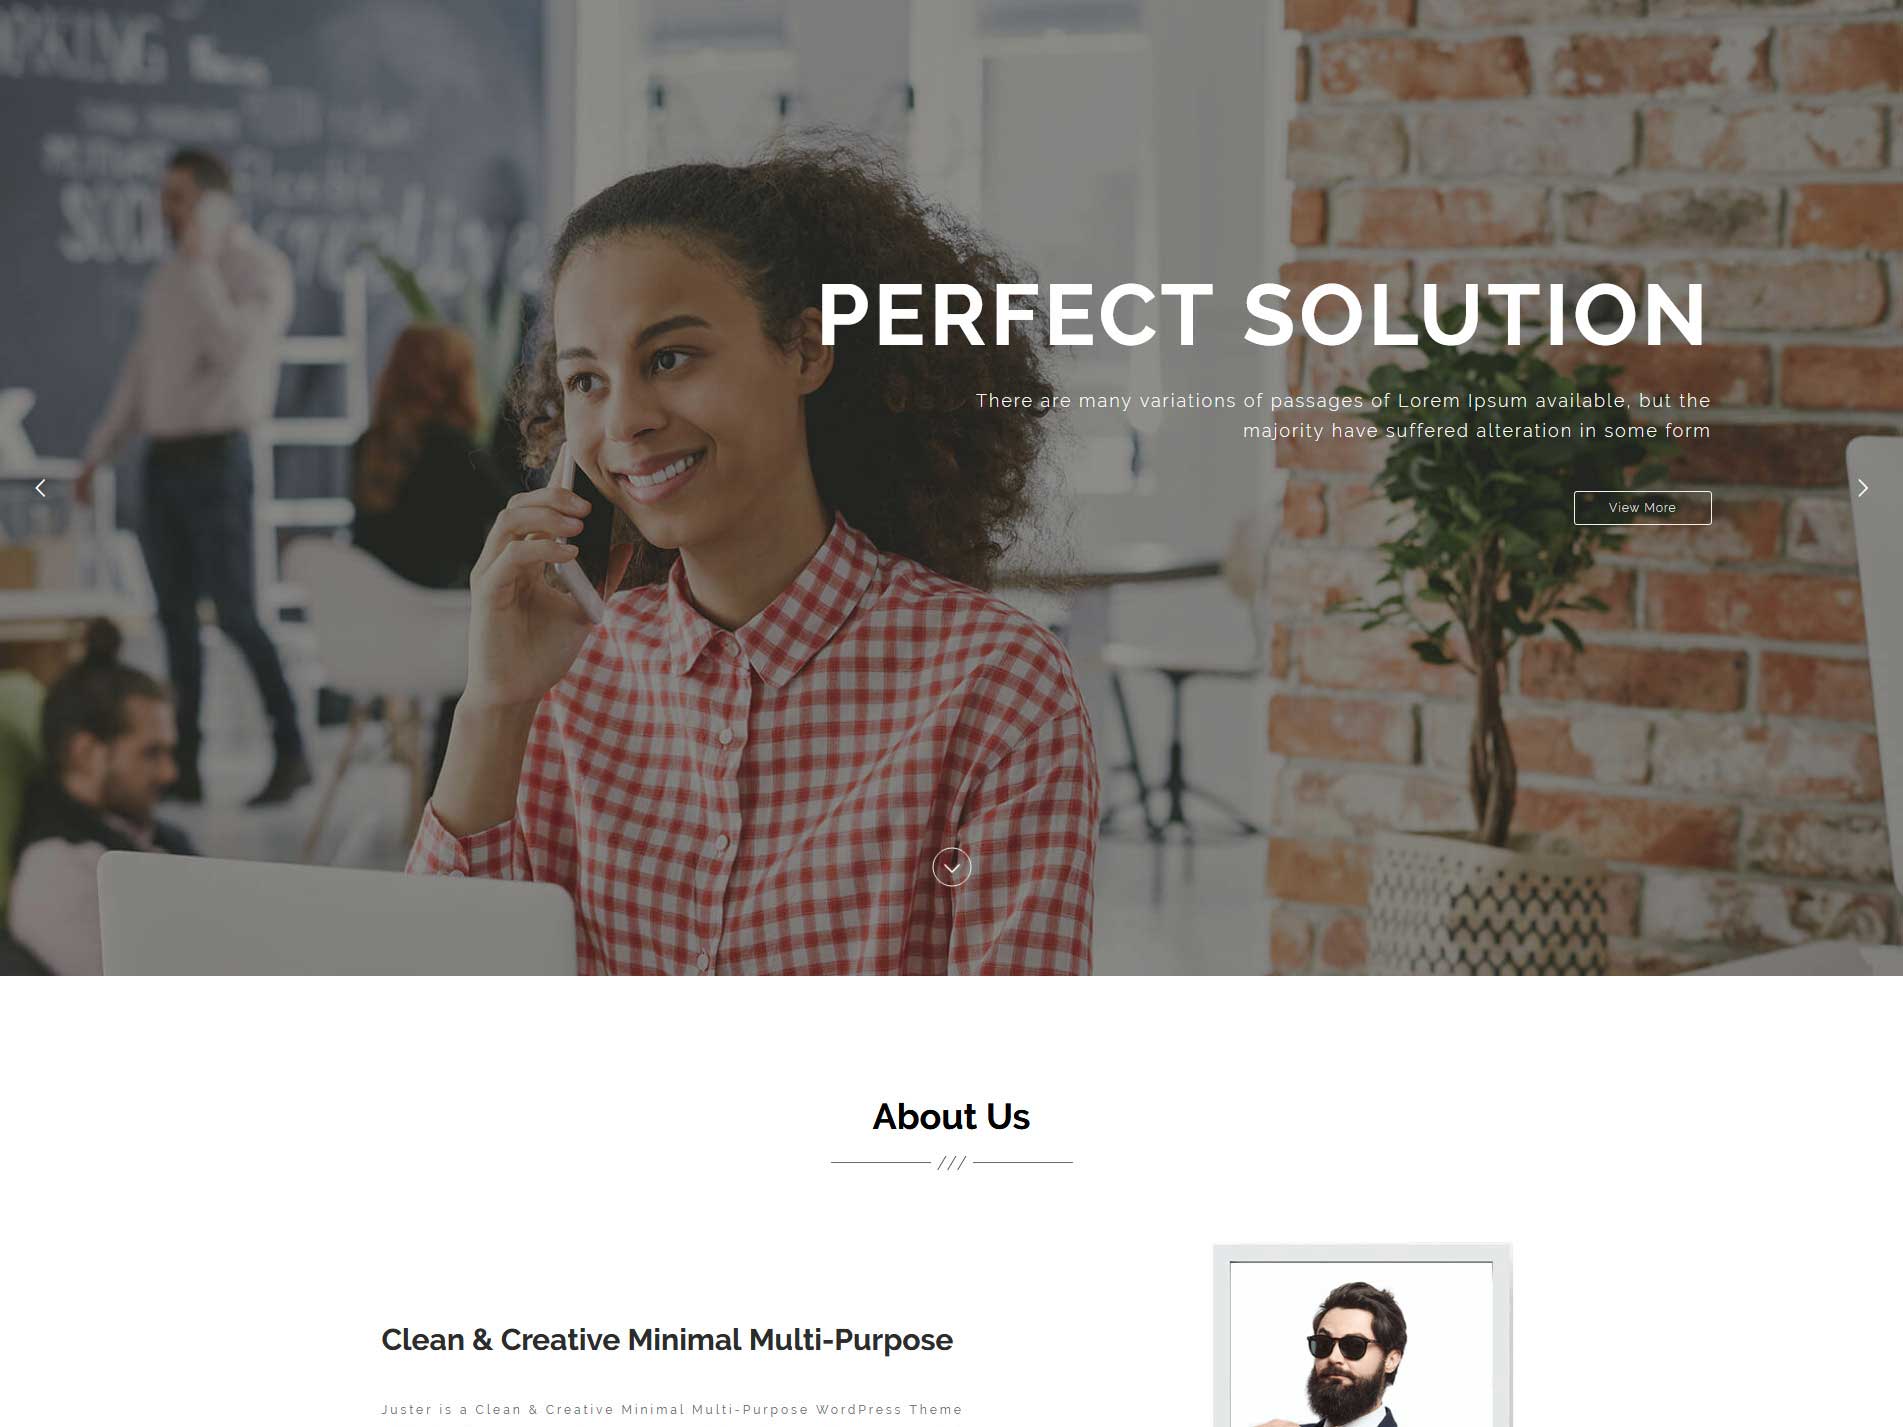 PERFECT SOLUTION
There are many variations of passages of Lorem Ipsum available, but the
majority have suffered alteration in some form
View More
About Us
///
Clean & Creative Minimal Multi-Purpose
Juster is a Clean & Creative Minimal Multi-Purpose WordPress Theme